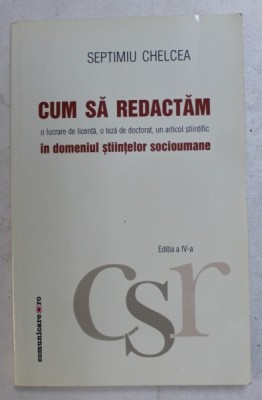 SEPTIMIU CHELCEA
CUM SĂ REDACTĂM
o lucrare de licență, o teză de doctorat, un articol științific
în domeniul științelor socioumane
Ediția a IV-a
csr
comunicare.ro